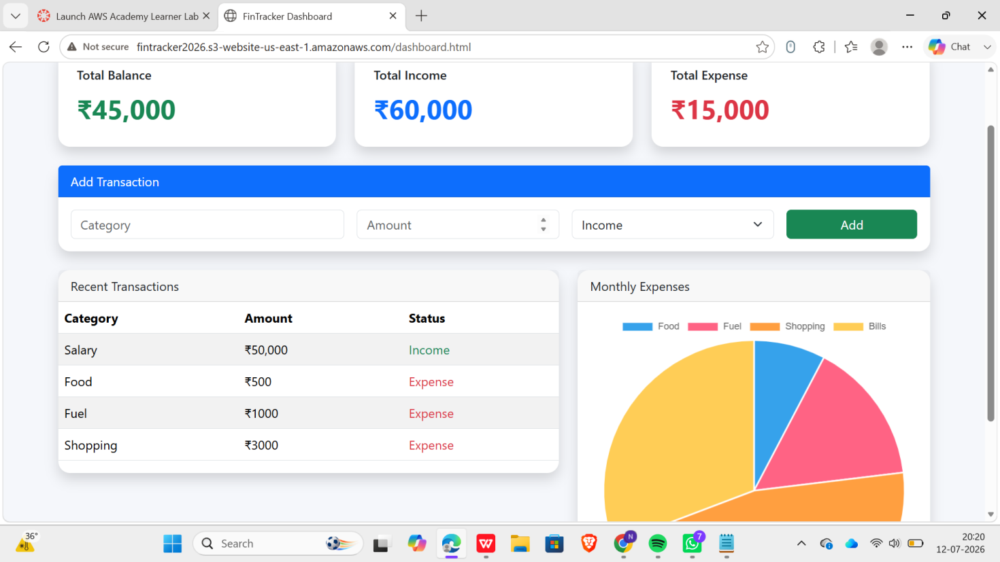 Launch AWS Academy Learner Lab
FinTracker Dashboard
Not secure fintracker2026.s3-website-us-east-1.amazonaws.com/dashboard.html
Chat
Total Balance
₹45,000
Total Income
₹60,000
Total Expense
₹15,000
Add Transaction
Category
Amount
Income
Add
Recent Transactions
Category Amount Status
Salary ₹50,000 Income
Food ₹500 Expense
Fuel ₹1000 Expense
Shopping ₹3000 Expense
Monthly Expenses
Food Fuel Shopping Bills
36°
Search
N
7
20:20
12-07-2026